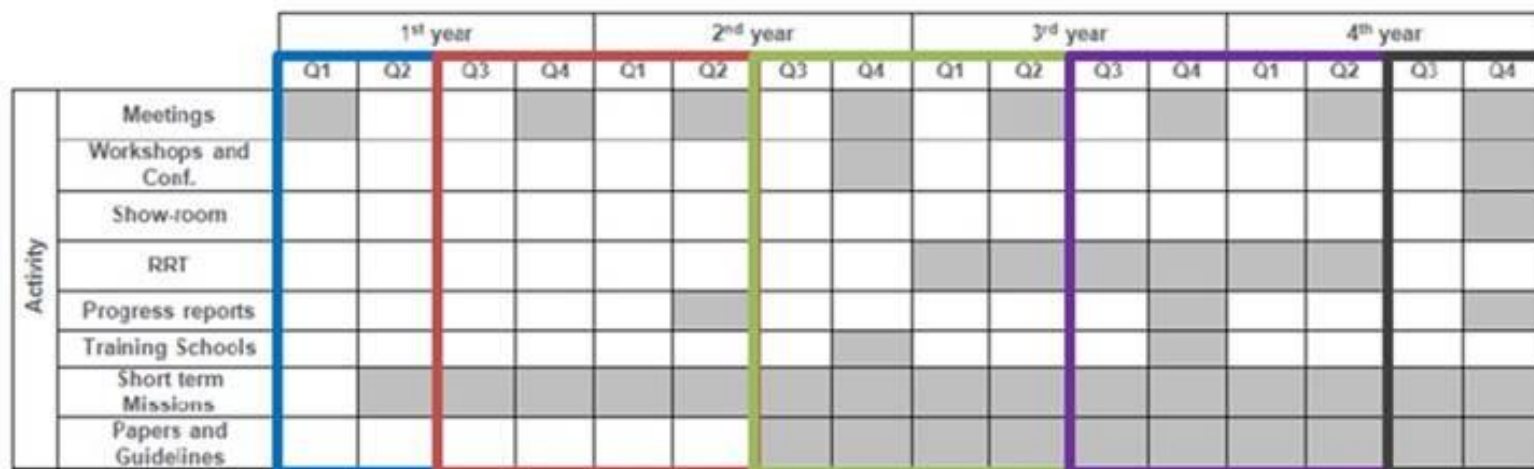 1st year 2nd year 3rd year 4th year
Q1 Q2 Q3 Q4 Q1 Q2 Q3 Q4 Q1 Q2 Q3 Q4 Q1 Q2 Q3 Q4
Activity
Meetings
Workshops and
Conf.
Show-room
RRT
Progress reports
Training Schools
Short term
Missions
Papers and
Guidelines